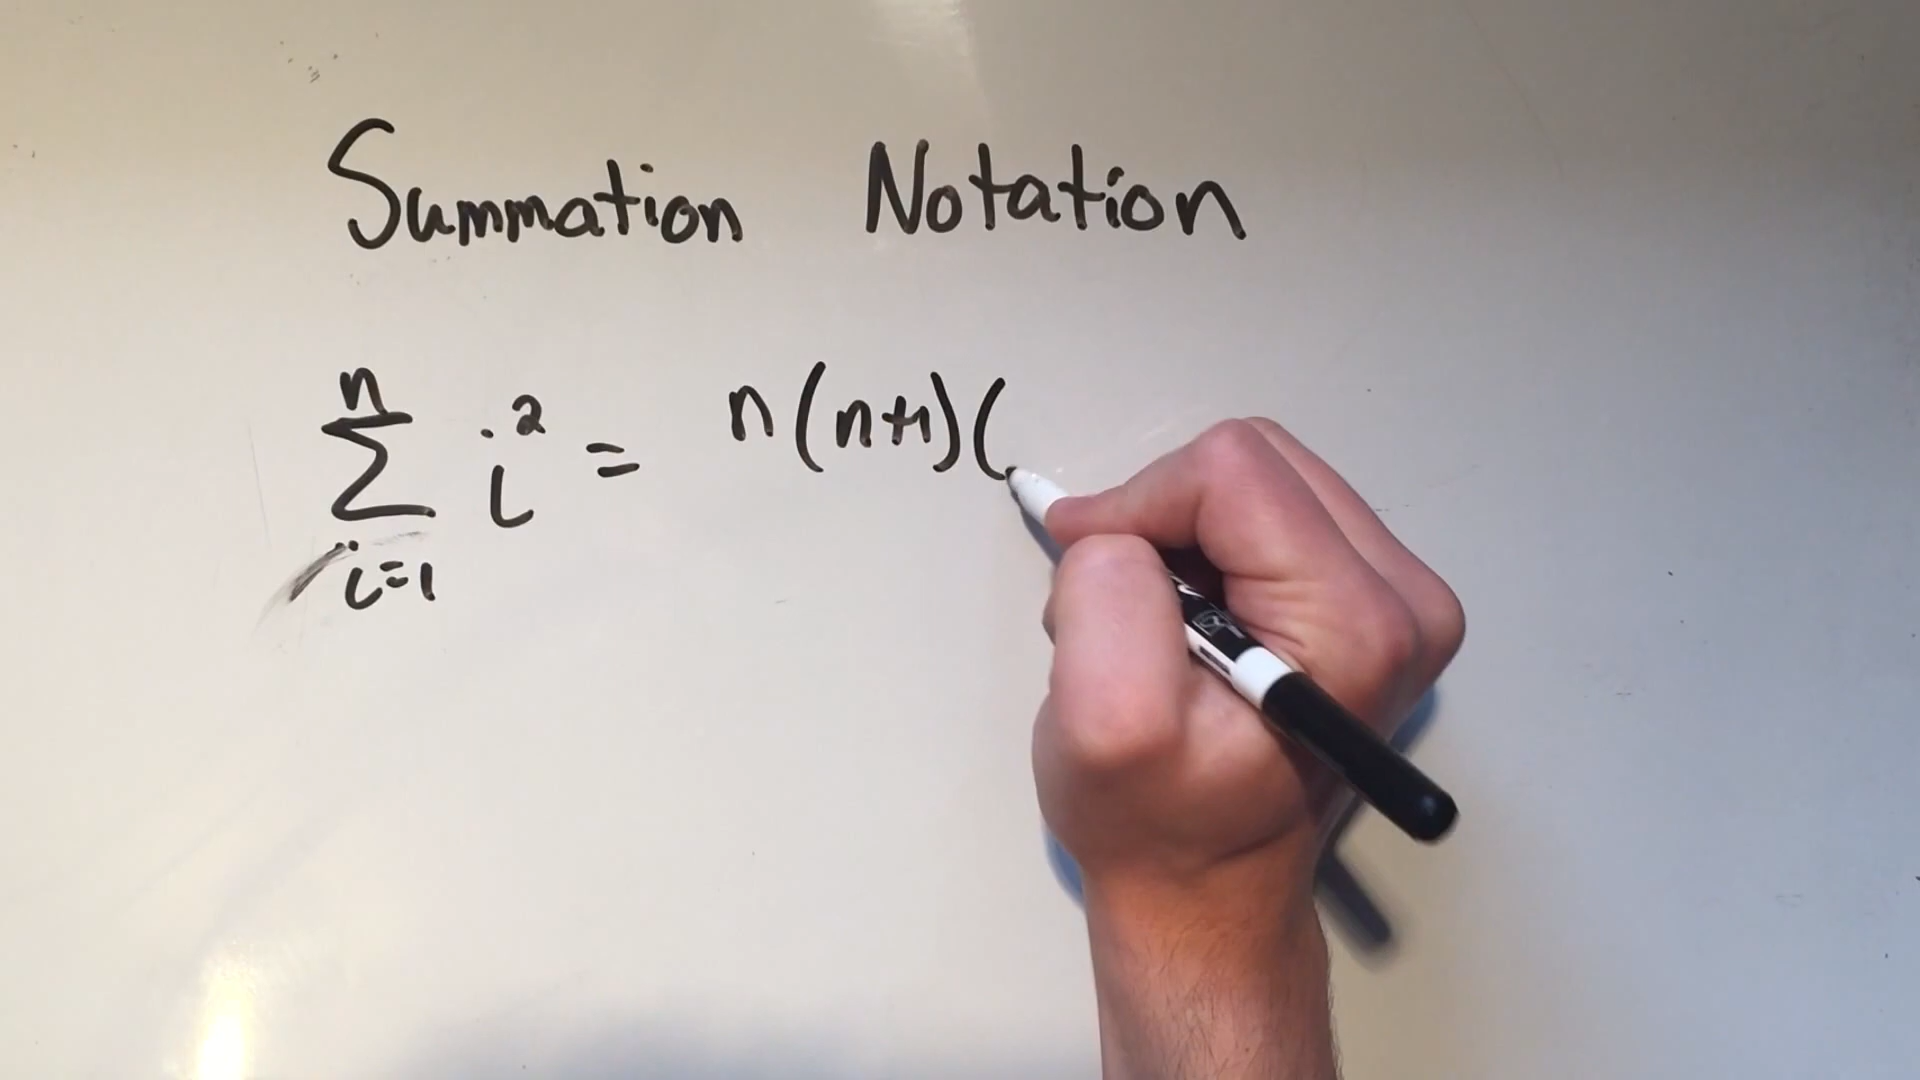 Summation Notation
n
∑ i² = n(n+1)(
i=1